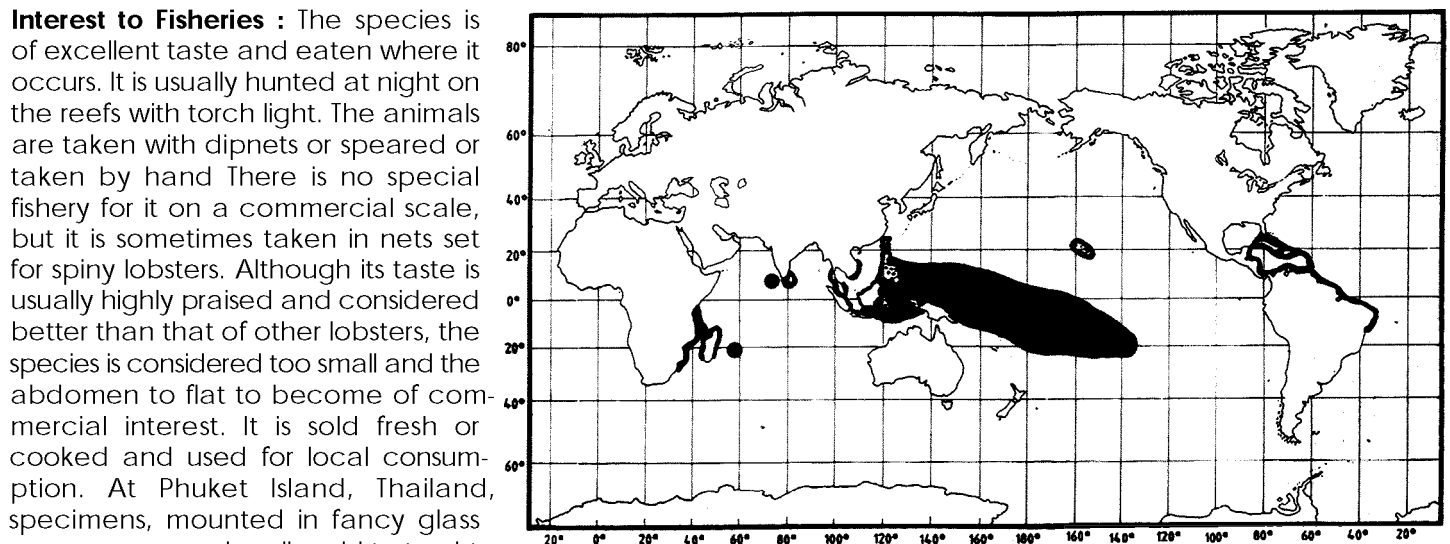 Interest to Fisheries : The species is
of excellent taste and eaten where it
occurs. It is usually hunted at night on
the reefs with torch light. The animals
are taken with dipnets or speared or
taken by hand There is no special
fishery for it on a commercial scale,
but it is sometimes taken in nets set
for spiny lobsters. Although its taste is
usually highly praised and considered
better than that of other lobsters, the
species is considered too small and the
abdomen to flat to become of com-
mercial interest. It is sold fresh or
cooked and used for local consum-
ption. At Phuket Island, Thailand,
specimens, mounted in fancy glass
80°
60°
40°
20°
0°
20°
40°
60°
20° 0° 20° 40° 60° 80° 100° 120° 140° 160° 180° 160° 140° 120° 100° 80° 60° 40° 20°